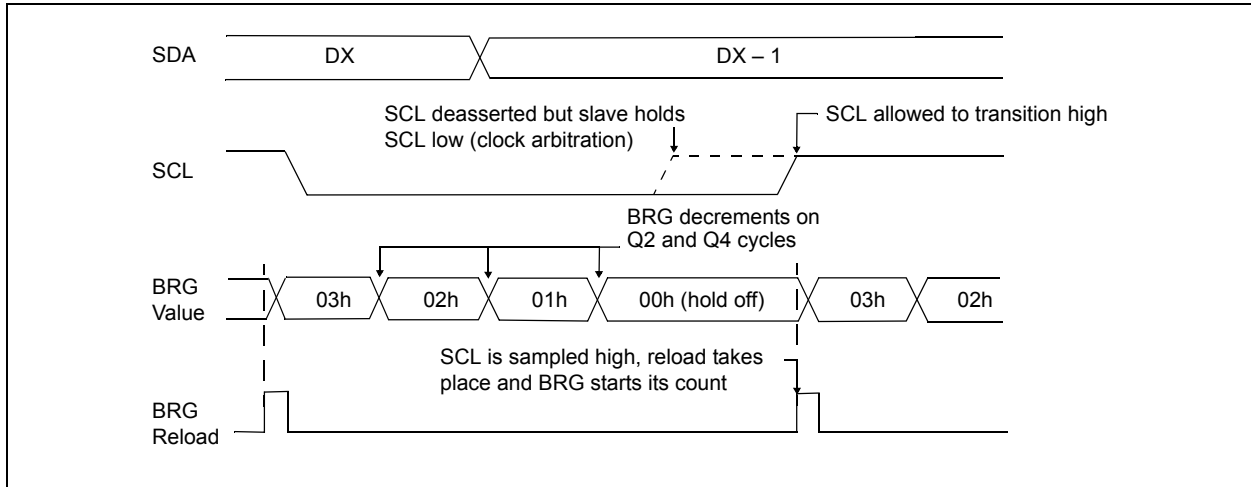 SDA
DX
DX – 1
SCL deasserted but slave holds
SCL low (clock arbitration)
SCL allowed to transition high
SCL
BRG decrements on
Q2 and Q4 cycles
BRG
Value
03h
02h
01h
00h (hold off)
03h
02h
SCL is sampled high, reload takes
place and BRG starts its count
BRG
Reload